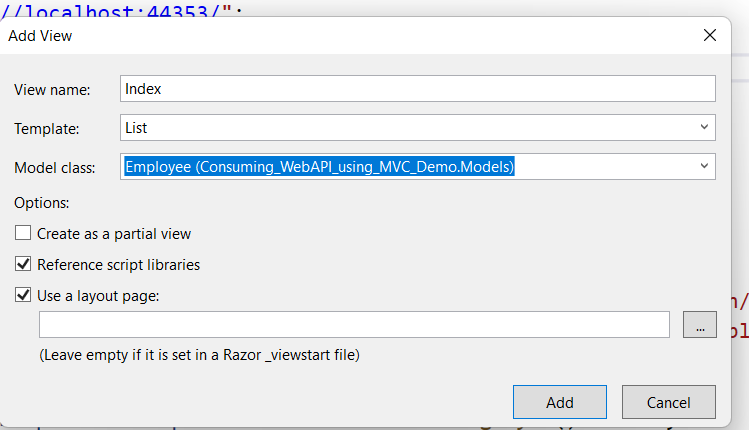 //localhost:44353/";
Add View
View name: Index
Template: List
Model class: Employee (Consuming_WebAPI_using_MVC_Demo.Models)
Options:
Create as a partial view
Reference script libraries
Use a layout page:
...
(Leave empty if it is set in a Razor _viewstart file)
Add Cancel